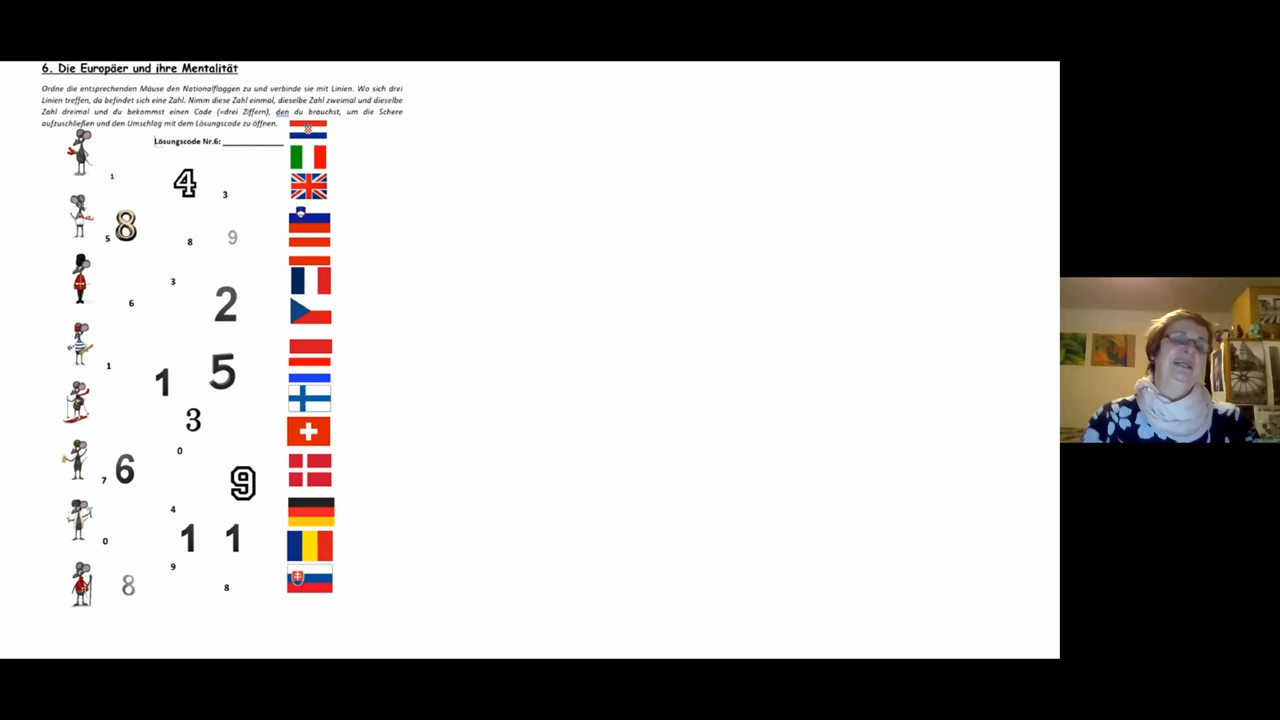 6. Die Europäer und ihre Mentalität
Ordne die entsprechenden Mäuse den Nationalflaggen zu und verbinde sie mit Linien. Wo sich drei
Linien treffen, da befindet sich eine Zahl. Nimm diese Zahl einmal, dieselbe Zahl zweimal und dieselbe
Zahl dreimal und du bekommst einen Code (=drei Ziffern), den du brauchst, um die Schere
aufzuschließen und den Umschlag mit dem Lösungscode zu öffnen.
Lösungscode Nr.6: _______________
1 4 3
5 8 8 9
3
6 2
1 1 5
3
0
7 6 9
4
0 1 1
9
8 8